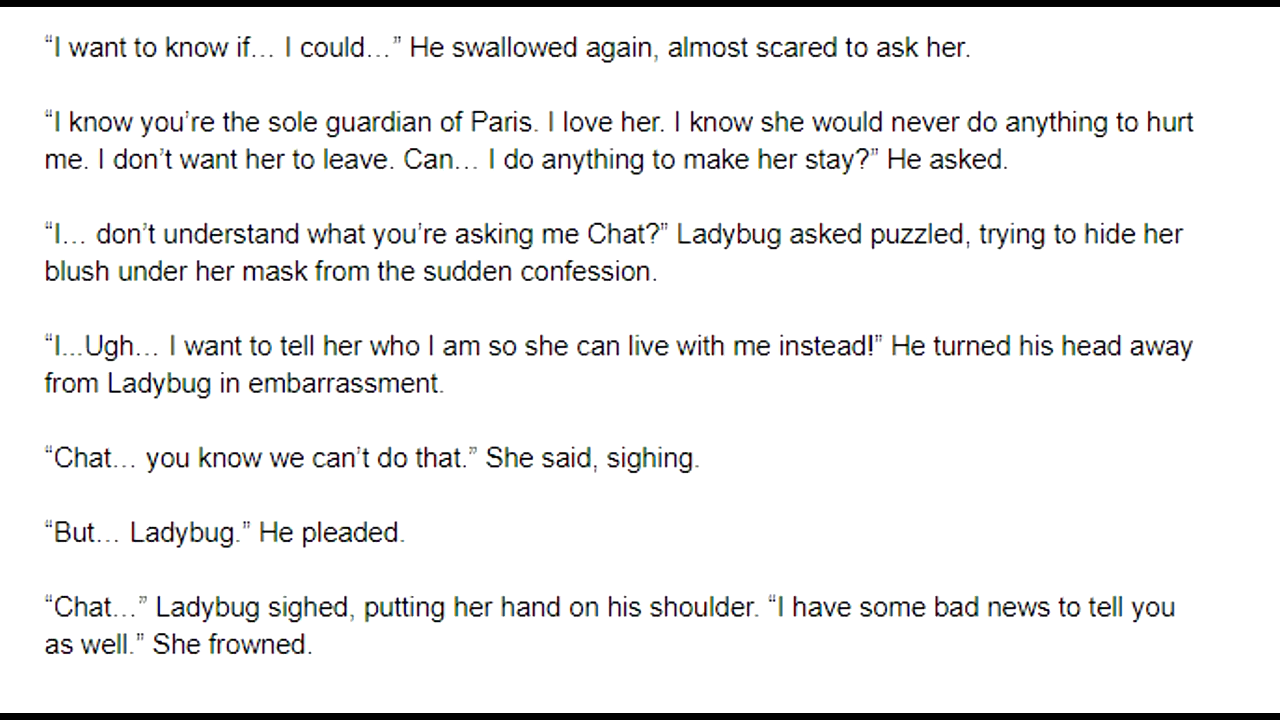 “I want to know if… I could…” He swallowed again, almost scared to ask her.
“I know you’re the sole guardian of Paris. I love her. I know she would never do anything to hurt
me. I don’t want her to leave. Can… I do anything to make her stay?” He asked.
“I… don’t understand what you’re asking me Chat?” Ladybug asked puzzled, trying to hide her
blush under her mask from the sudden confession.
“I...Ugh… I want to tell her who I am so she can live with me instead!” He turned his head away
from Ladybug in embarrassment.
“Chat… you know we can’t do that.” She said, sighing.
“But… Ladybug.” He pleaded.
“Chat…” Ladybug sighed, putting her hand on his shoulder. “I have some bad news to tell you
as well.” She frowned.